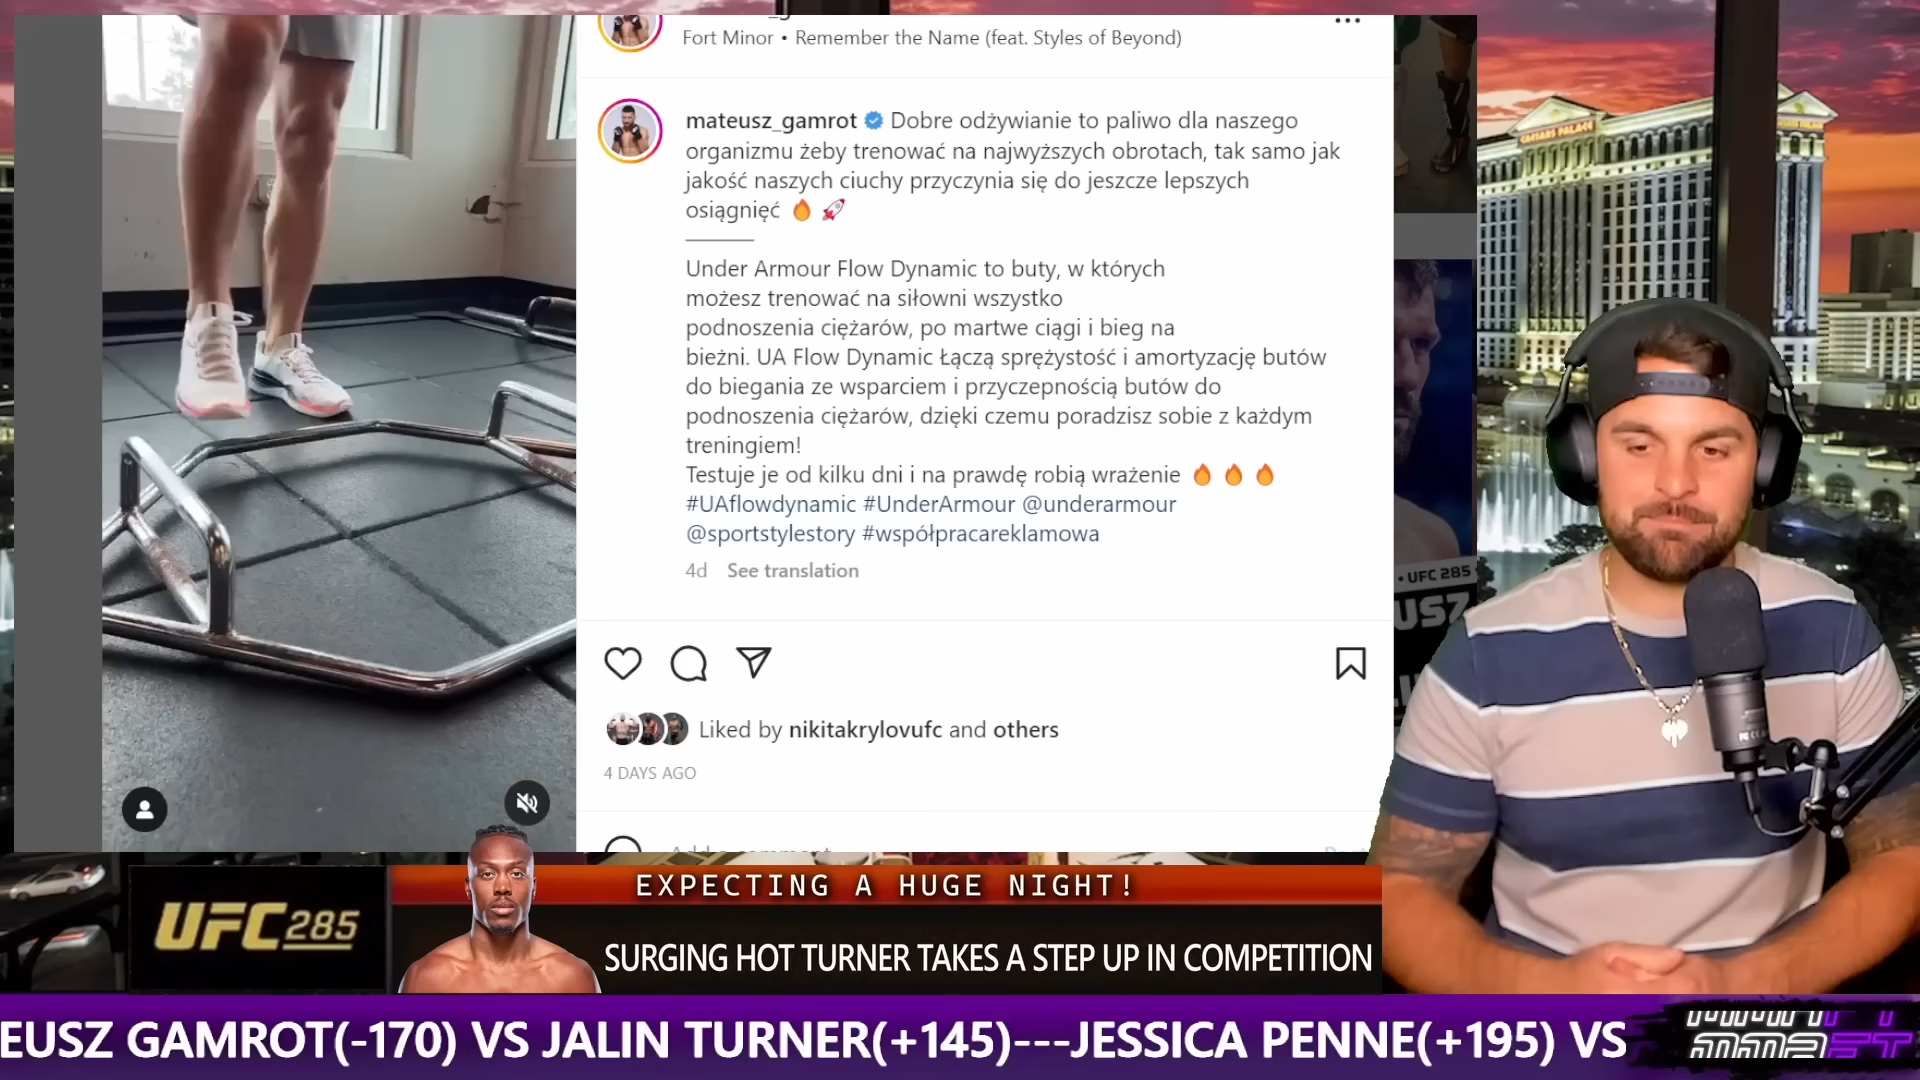 Fort Minor • Remember the Name (feat. Styles of Beyond)
mateusz_gamrot Dobre odżywianie to paliwo dla naszego
organizmu żeby trenować na najwyższych obrotach, tak samo jak
jakość naszych ciuchy przyczynia się do jeszcze lepszych
osiągnięć 🔥 🚀
Under Armour Flow Dynamic to buty, w których
możesz trenować na siłowni wszystko
podnoszenia ciężarów, po martwe ciągi i bieg na
bieżni. UA Flow Dynamic Łączą sprężystość i amortyzację butów
do biegania ze wsparciem i przyczepnością butów do
podnoszenia ciężarów, dzięki czemu poradzisz sobie z każdym
treningiem!
Testuje je od kilku dni i na prawdę robią wrażenie 🔥 🔥 🔥
#UAflowdynamic #UnderArmour @underarmour
@sportstylestory #współpracareklamowa
4d See translation
Liked by nikitakrylovufc and others
4 DAYS AGO
CAESARS PALACE
• UFC 285
USZ
UFC 285
EXPECTING A HUGE NIGHT!
SURGING HOT TURNER TAKES A STEP UP IN COMPETITION
EUSZ GAMROT(-170) VS JALIN TURNER(+145)---JESSICA PENNE(+195) VS